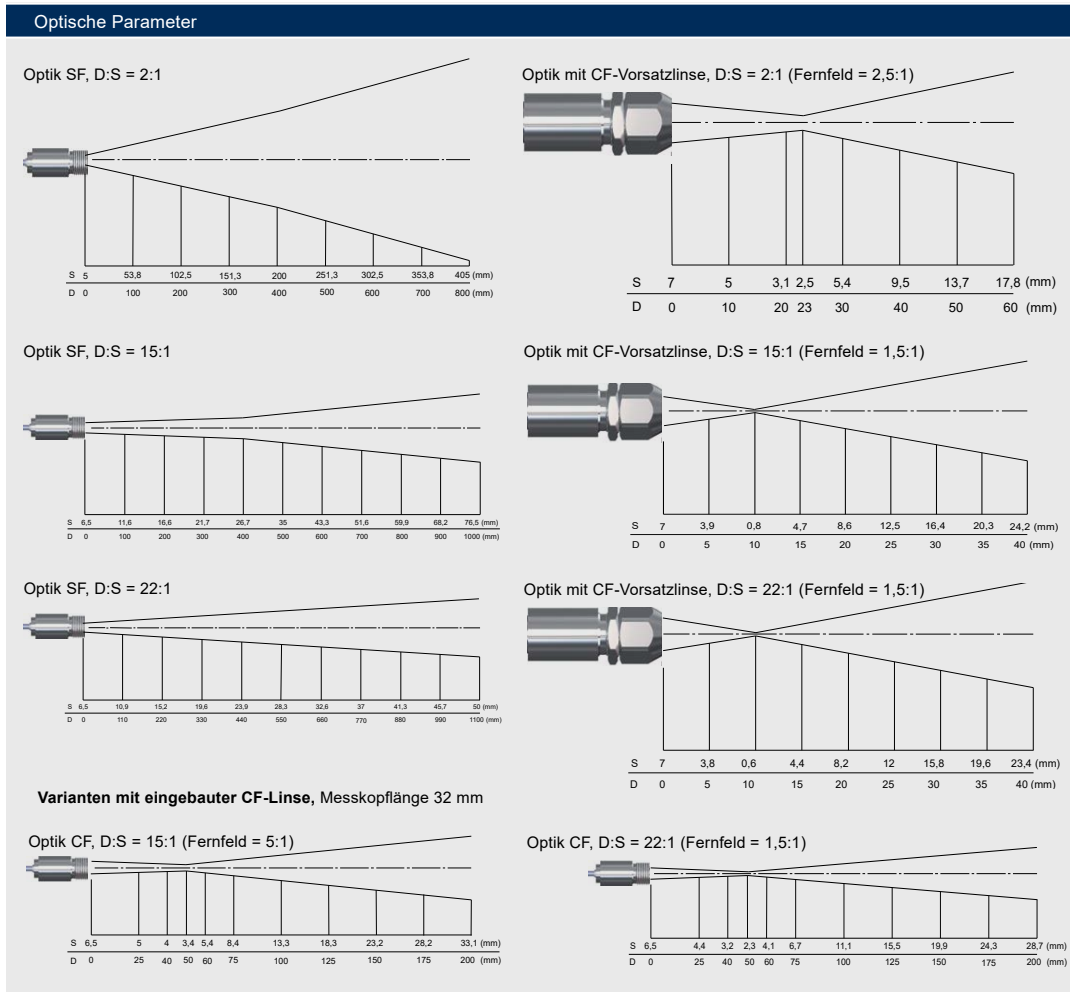 Optische Parameter
Optik SF, D:S = 2:1
S 5 53,8 102,5 151,3 200 251,3 302,5 353,8 405 (mm)
D 0 100 200 300 400 500 600 700 800 (mm)
Optik mit CF-Vorsatzlinse, D:S = 2:1 (Fernfeld = 2,5:1)
S 7 5 3,1 2,5 5,4 9,5 13,7 17,8 (mm)
D 0 10 20 23 30 40 50 60 (mm)
Optik SF, D:S = 15:1
S 6,5 11,6 16,6 21,7 26,7 35 43,3 51,6 59,9 68,2 76,5 (mm)
D 0 100 200 300 400 500 600 700 800 900 1000 (mm)
Optik mit CF-Vorsatzlinse, D:S = 15:1 (Fernfeld = 1,5:1)
S 7 3,9 0,8 4,7 8,6 12,5 16,4 20,3 24,2 (mm)
D 0 5 10 15 20 25 30 35 40 (mm)
Optik SF, D:S = 22:1
S 6,5 10,9 15,2 19,6 23,9 28,3 32,6 37 41,3 45,7 50 (mm)
D 0 110 220 330 440 550 660 770 880 990 1100 (mm)
Optik mit CF-Vorsatzlinse, D:S = 22:1 (Fernfeld = 1,5:1)
S 7 3,8 0,6 4,4 8,2 12 15,8 19,6 23,4 (mm)
D 0 5 10 15 20 25 30 35 40 (mm)
Varianten mit eingebauter CF-Linse, Messkopflänge 32 mm
Optik CF, D:S = 15:1 (Fernfeld = 5:1)
S 6,5 5 4 3,4 5,4 8,4 13,3 18,3 23,2 28,2 33,1 (mm)
D 0 25 40 50 60 75 100 125 150 175 200 (mm)
Optik CF, D:S = 22:1 (Fernfeld = 1,5:1)
S 6,5 4,4 3,2 2,3 4,1 6,7 11,1 15,5 19,9 24,3 28,7 (mm)
D 0 25 40 50 60 75 100 125 150 175 200 (mm)